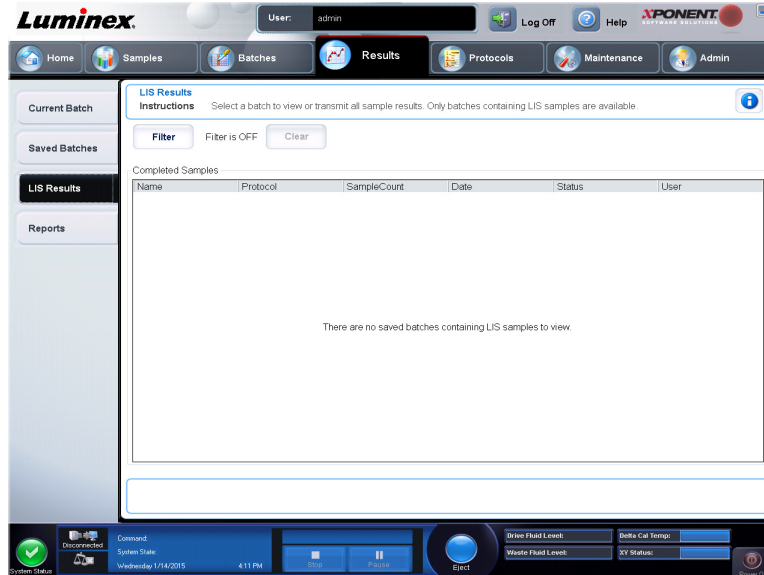 Luminex.
User: admin
Log Off
Help
XPONENT
SOFTWARE SOLUTIONS
Home
Samples
Batches
Results
Protocols
Maintenance
Admin
Current Batch
Saved Batches
LIS Results
Reports
LIS Results
Instructions Select a batch to view or transmit all sample results. Only batches containing LIS samples are available.
Filter Filter is OFF Clear
Completed Samples
Name Protocol SampleCount Date Status User
There are no saved batches containing LIS samples to view.
System Status
Disconnected
Command:
System State:
Wednesday 1/14/2015 4:11 PM
Stop
Pause
Eject
Drive Fluid Level:
Waste Fluid Level:
Delta Cal Temp:
XY Status: